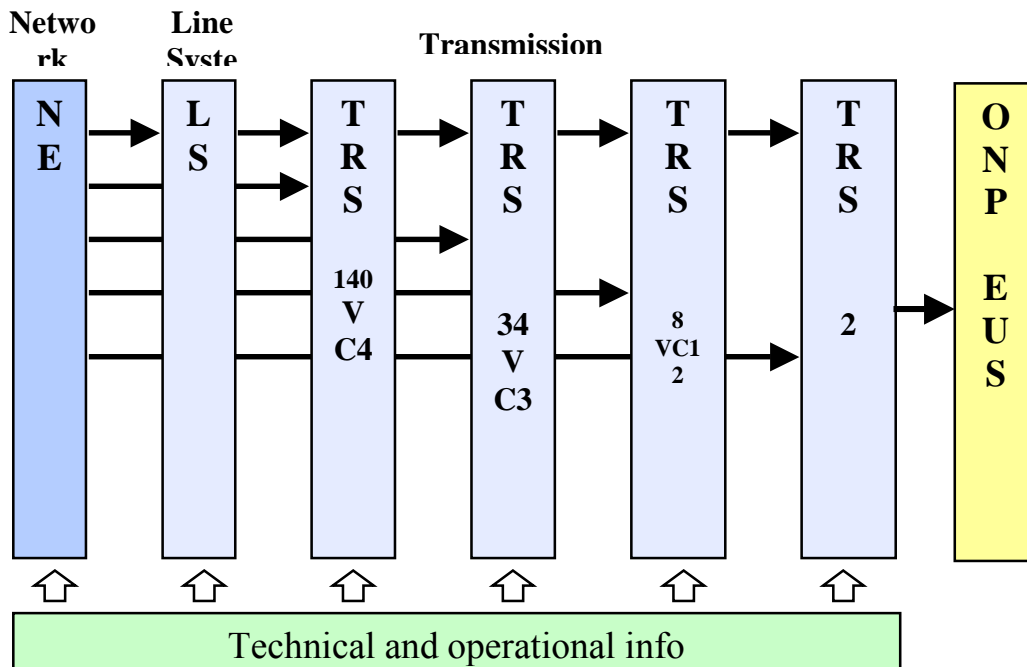 Netwo
rk
Line
Syste
Transmission
N
E
L
S
T
R
S
140
V
C4
T
R
S
34
V
C3
T
R
S
8
VC1
2
T
R
S
2
O
N
P
E
U
S
Technical and operational info